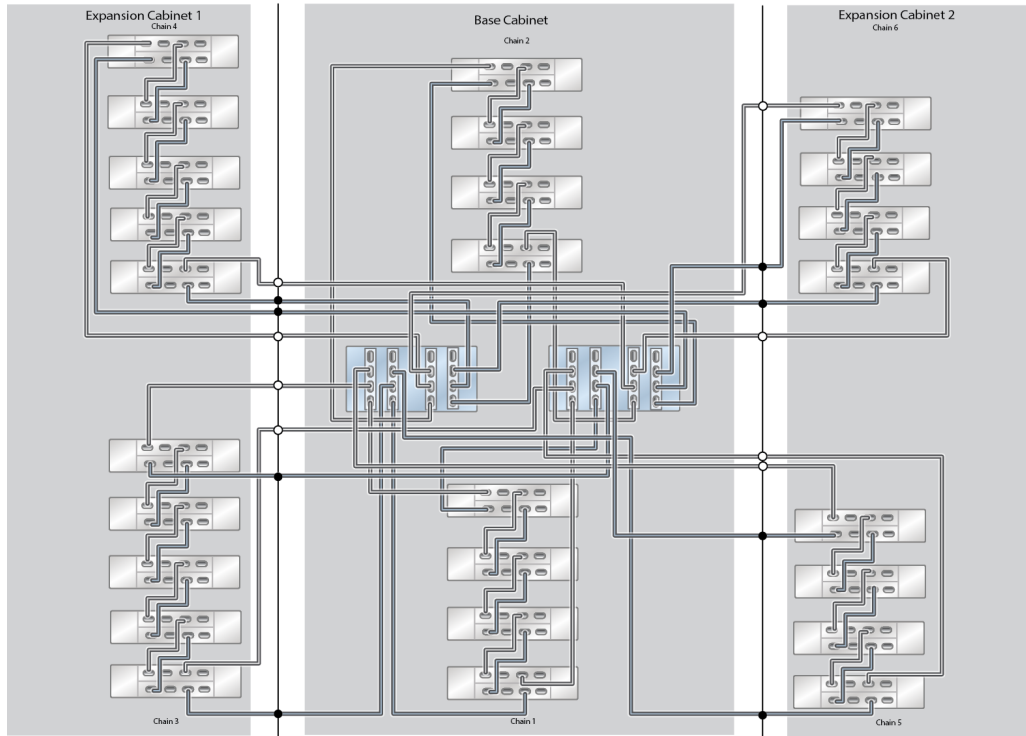 Expansion Cabinet 1
Chain 4
Base Cabinet
Chain 2
Expansion Cabinet 2
Chain 6
Chain 3
Chain 1
Chain 5